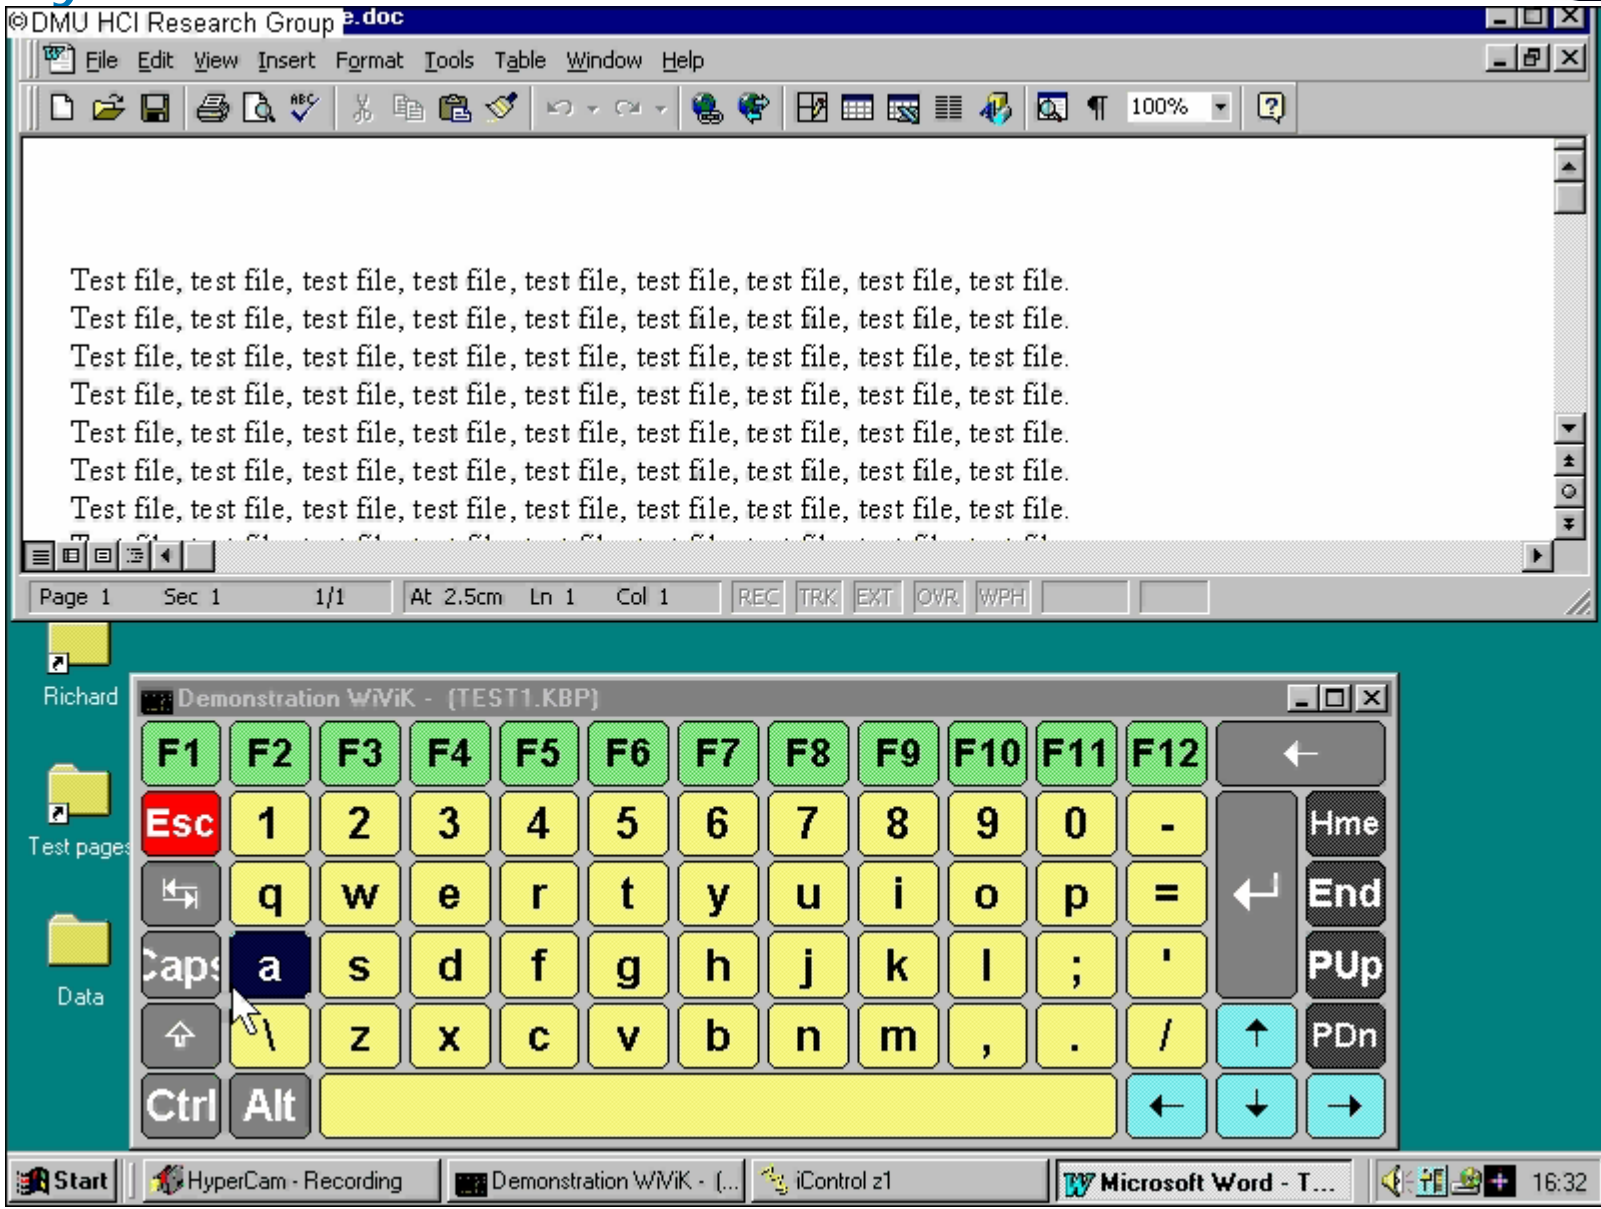 ©DMU HCI Research Group e.doc
File Edit View Insert Format Tools Table Window Help
ABC 100%
Test file, test file, test file, test file, test file, test file, test file, test file, test file.
Test file, test file, test file, test file, test file, test file, test file, test file, test file.
Test file, test file, test file, test file, test file, test file, test file, test file, test file.
Test file, test file, test file, test file, test file, test file, test file, test file, test file.
Test file, test file, test file, test file, test file, test file, test file, test file, test file.
Test file, test file, test file, test file, test file, test file, test file, test file, test file.
Test file, test file, test file, test file, test file, test file, test file, test file, test file.
Page 1 Sec 1 1/1 At 2.5cm Ln 1 Col 1 REC TRK EXT OVR WPH
Richard
Test pages
Data
Demonstration WiViK - (TEST1.KBP)
F1 F2 F3 F4 F5 F6 F7 F8 F9 F10 F11 F12 ←
Esc 1 2 3 4 5 6 7 8 9 0 - Hme
q w e r t y u i o p = End
Caps a s d f g h j k l ; ' PUp
\ z x c v b n m , . / ↑ PDn
Ctrl Alt ← ↓ →
Start HyperCam - Recording Demonstration WiViK - (... iControl z1 Microsoft Word - T... 16:32